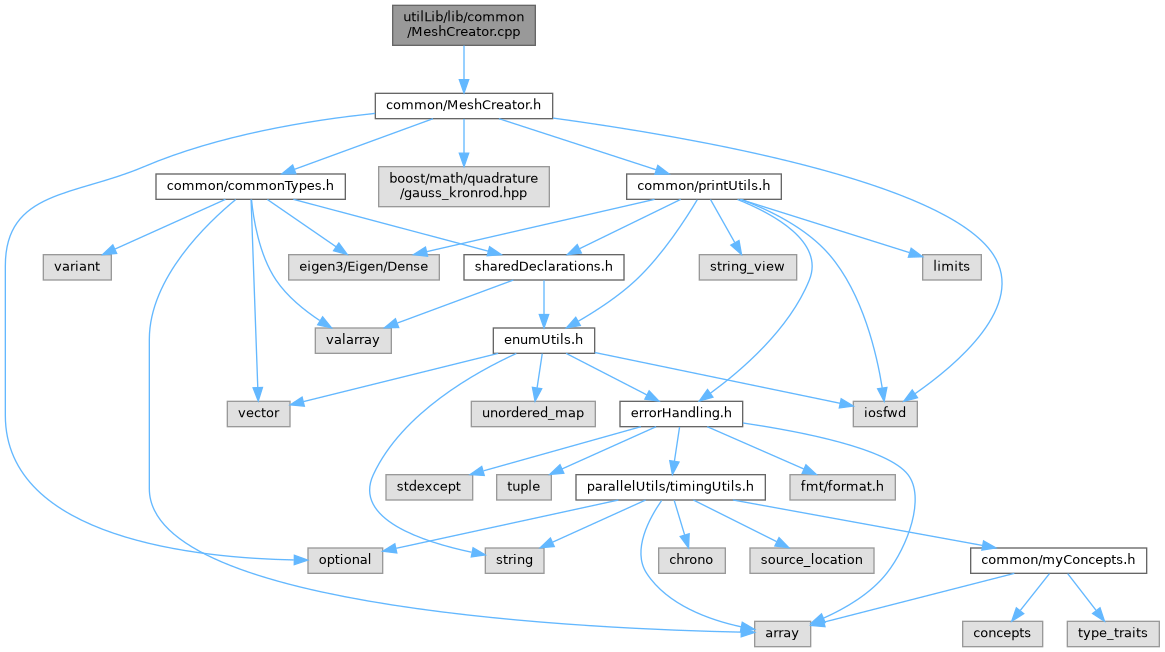 utilLib/lib/common
/MeshCreator.cpp
common/MeshCreator.h
common/commonTypes.h
boost/math/quadrature
/gauss_kronrod.hpp
common/printUtils.h
variant
eigen3/Eigen/Dense
sharedDeclarations.h
string_view
limits
valarray
enumUtils.h
vector
unordered_map
errorHandling.h
iosfwd
stdexcept
tuple
parallelUtils/timingUtils.h
fmt/format.h
optional
string
chrono
source_location
common/myConcepts.h
array
concepts
type_traits